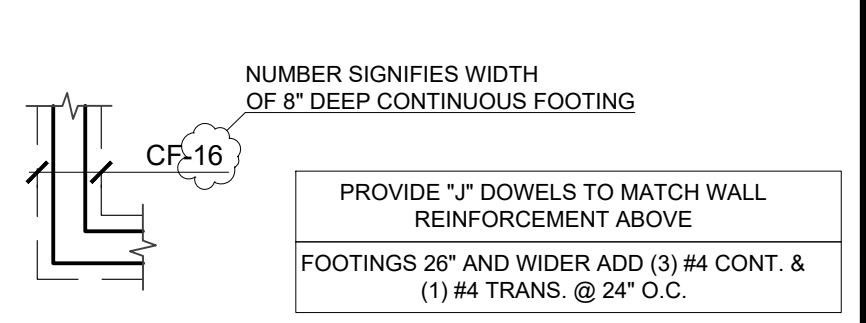 NUMBER SIGNIFIES WIDTH
OF 8" DEEP CONTINUOUS FOOTING
CF-16
PROVIDE "J" DOWELS TO MATCH WALL
REINFORCEMENT ABOVE
FOOTINGS 26" AND WIDER ADD (3) #4 CONT. &
(1) #4 TRANS. @ 24" O.C.